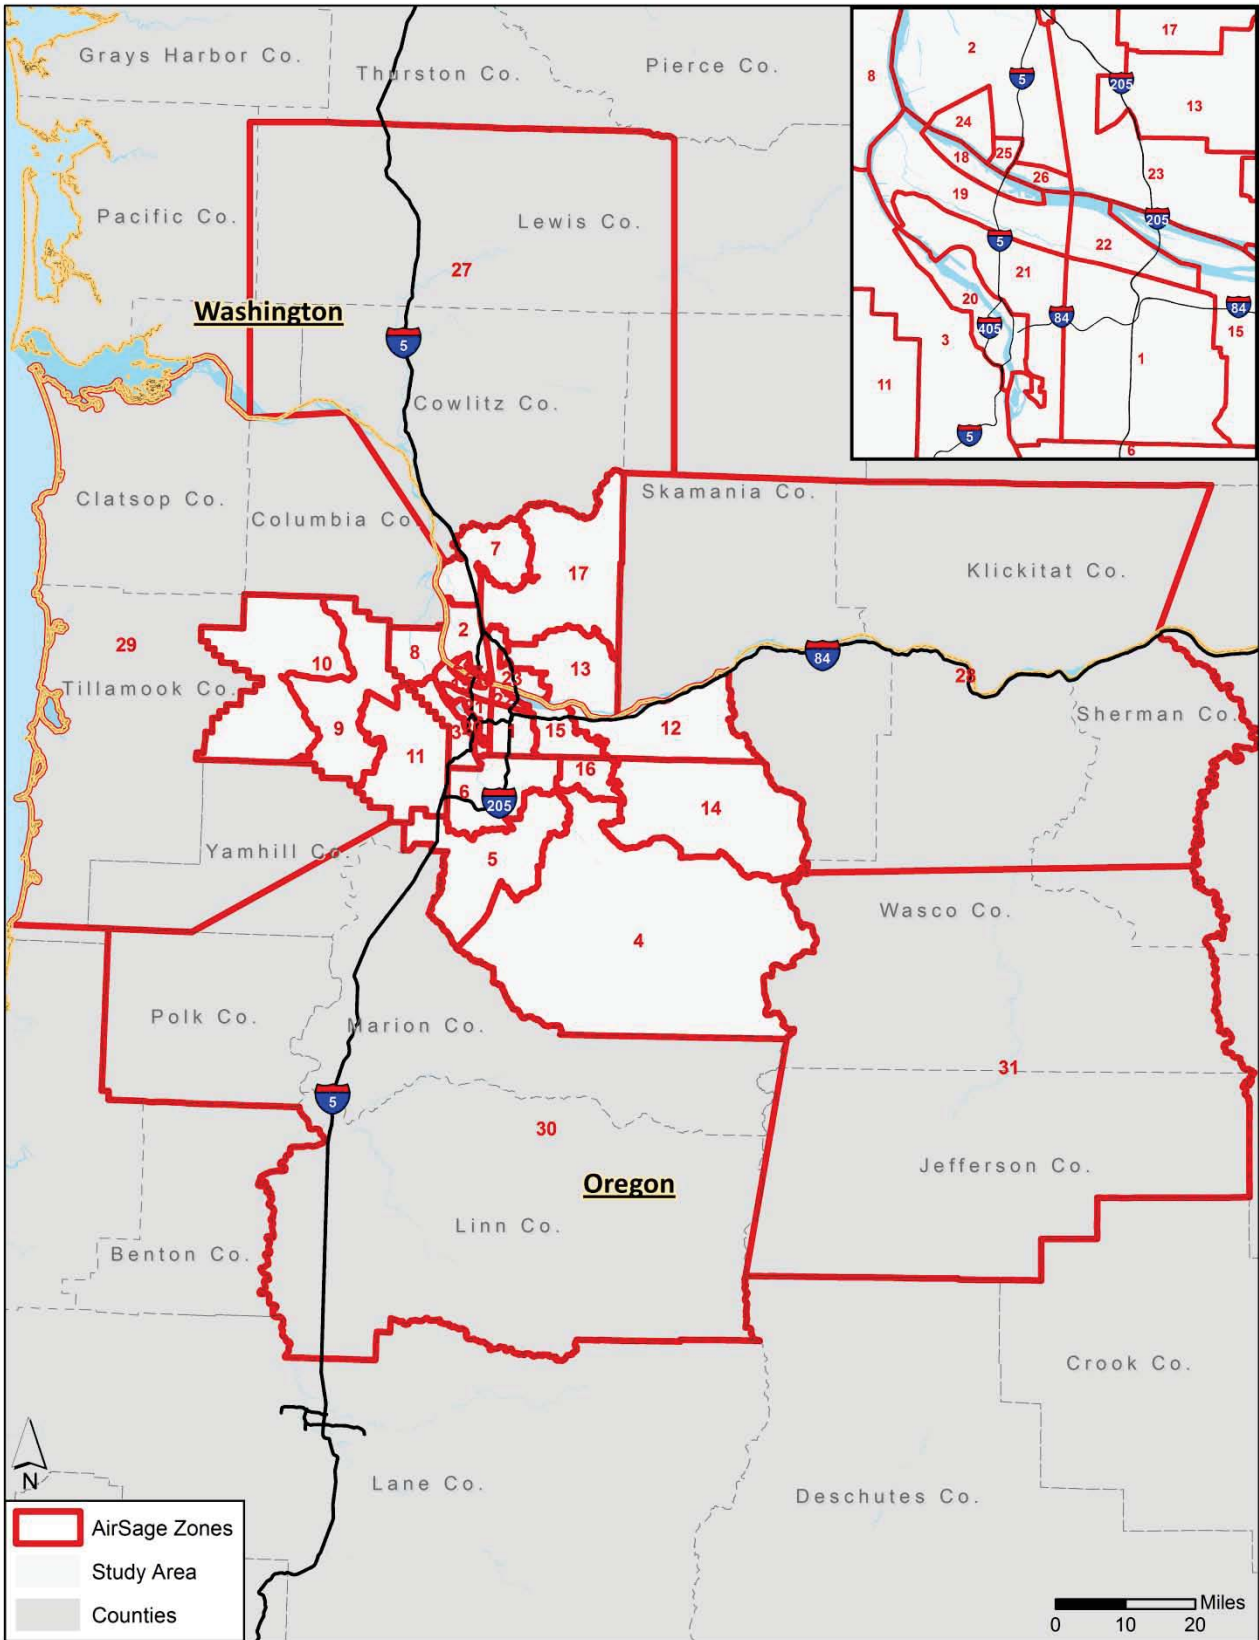 Grays Harbor Co.
Thurston Co.
Pierce Co.
Pacific Co.
Lewis Co.
27
Washington
5
Cowlitz Co.
Clatsop Co.
Columbia Co.
Skamania Co.
Klickitat Co.
7
17
29
2
8
10
13
84
28
23
Tillamook Co.
Sherman Co.
9
11
21
3
1
15
12
16
6
205
14
Yamhill Co.
5
4
Wasco Co.
Polk Co.
Marion Co.
31
5
30
Jefferson Co.
Oregon
Linn Co.
Benton Co.
Crook Co.
Lane Co.
Deschutes Co.
N
AirSage Zones
Study Area
Counties
Miles
0 10 20
17
2
8
5
205
13
24
25
18
26
23
19
205
22
5
21
20
84
84
405
15
3
1
11
5
6